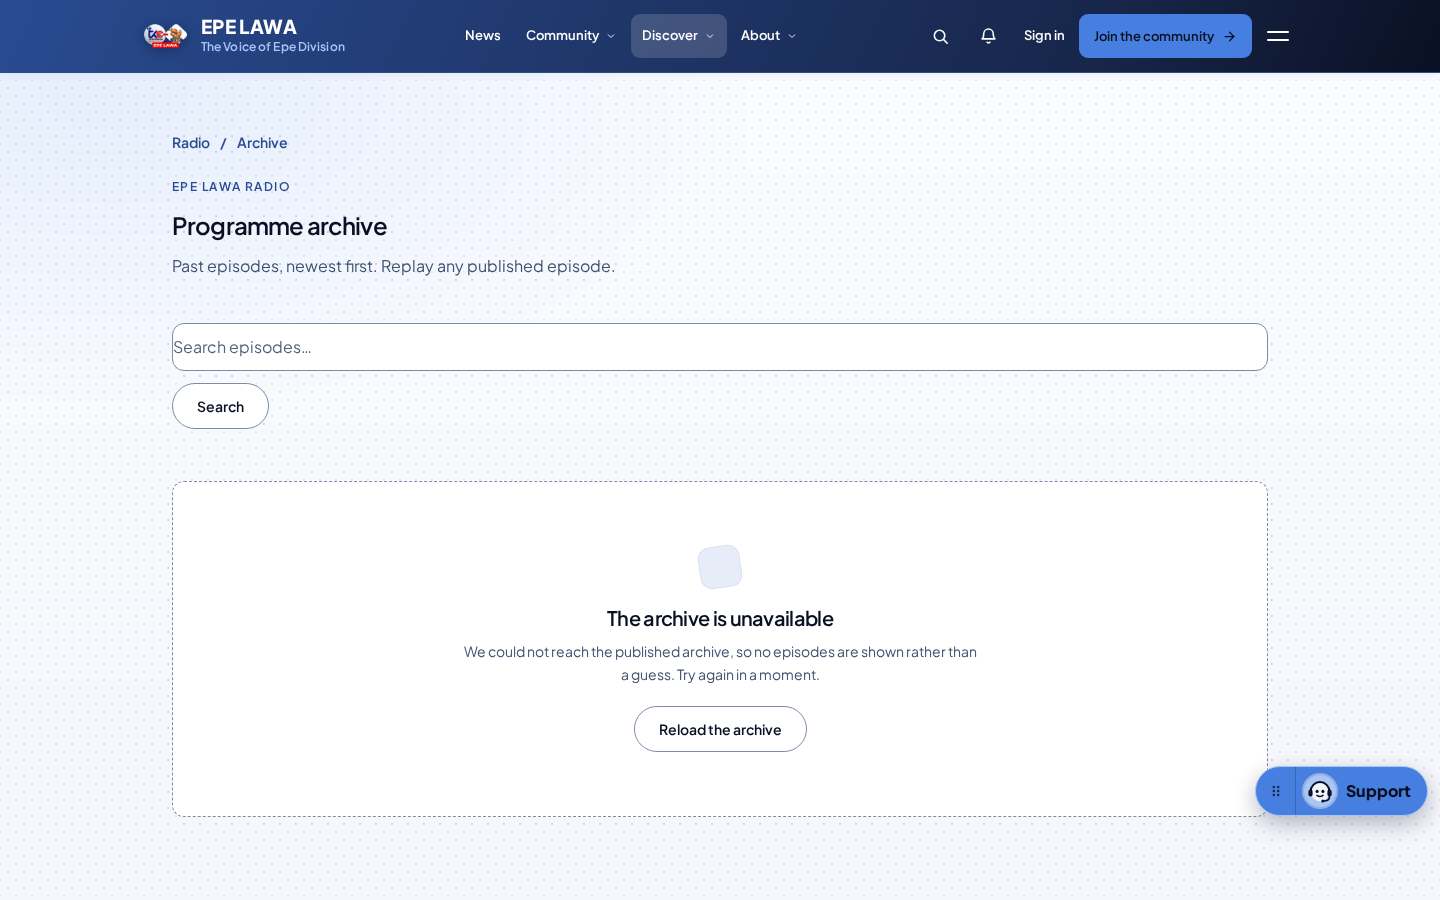 EPE LAWA
The Voice of Epe Division
EPE LAWA
News
Community
Discover
About
Sign in
Join the community
Radio / Archive
EPE LAWA RADIO
Programme archive
Past episodes, newest first. Replay any published episode.
Search episodes…
Search
The archive is unavailable
We could not reach the published archive, so no episodes are shown rather than
a guess. Try again in a moment.
Reload the archive
Support